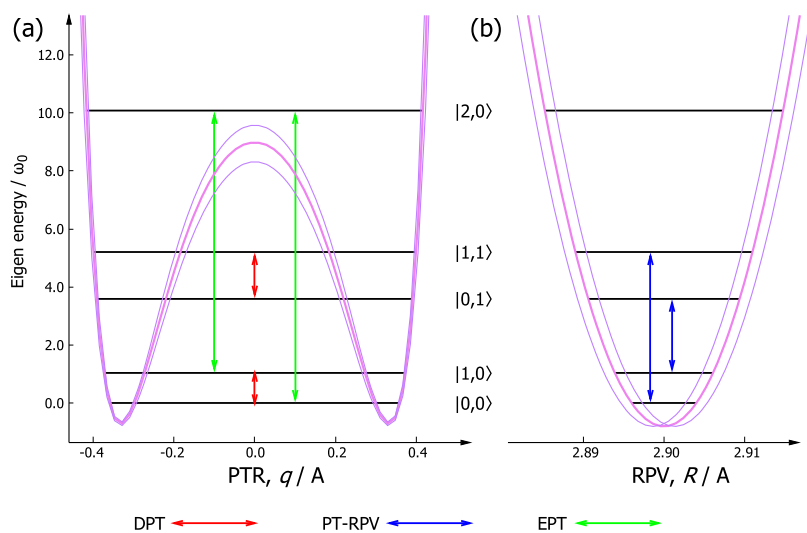 (a)
(b)
Eigen energy / ω0
12.0
10.0
8.0
6.0
4.0
2.0
0.0
-0.4 -0.2 0.0 0.2 0.4
PTR, q / A
|2,0⟩
|1,1⟩
|0,1⟩
|1,0⟩
|0,0⟩
2.89 2.90 2.91
RPV, R / A
DPT PT-RPV EPT